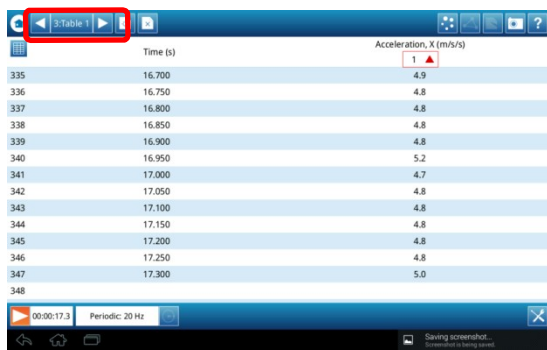 3:Table 1
?
Time (s) Acceleration, X (m/s/s)
1
335 16.700 4.9
336 16.750 4.8
337 16.800 4.8
338 16.850 4.8
339 16.900 4.8
340 16.950 5.2
341 17.000 4.7
342 17.050 4.8
343 17.100 4.8
344 17.150 4.8
345 17.200 4.8
346 17.250 4.8
347 17.300 5.0
348
00:00:17.3 Periodic: 20 Hz
Saving screenshot...
Screenshot is being saved.